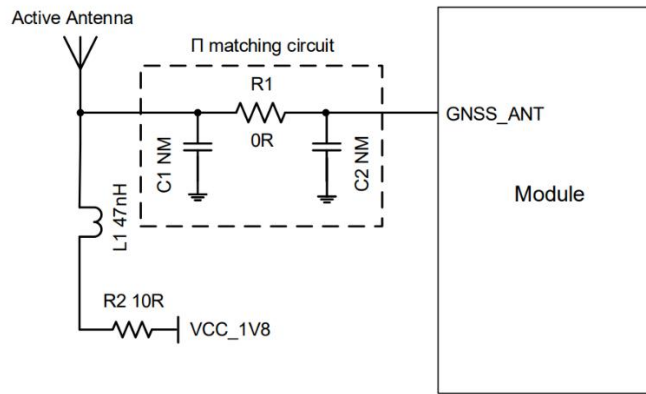 Active Antenna
Π matching circuit
R1
0R
C1 NM
C2 NM
GNSS_ANT
Module
L1 47nH
R2 10R
VCC_1V8